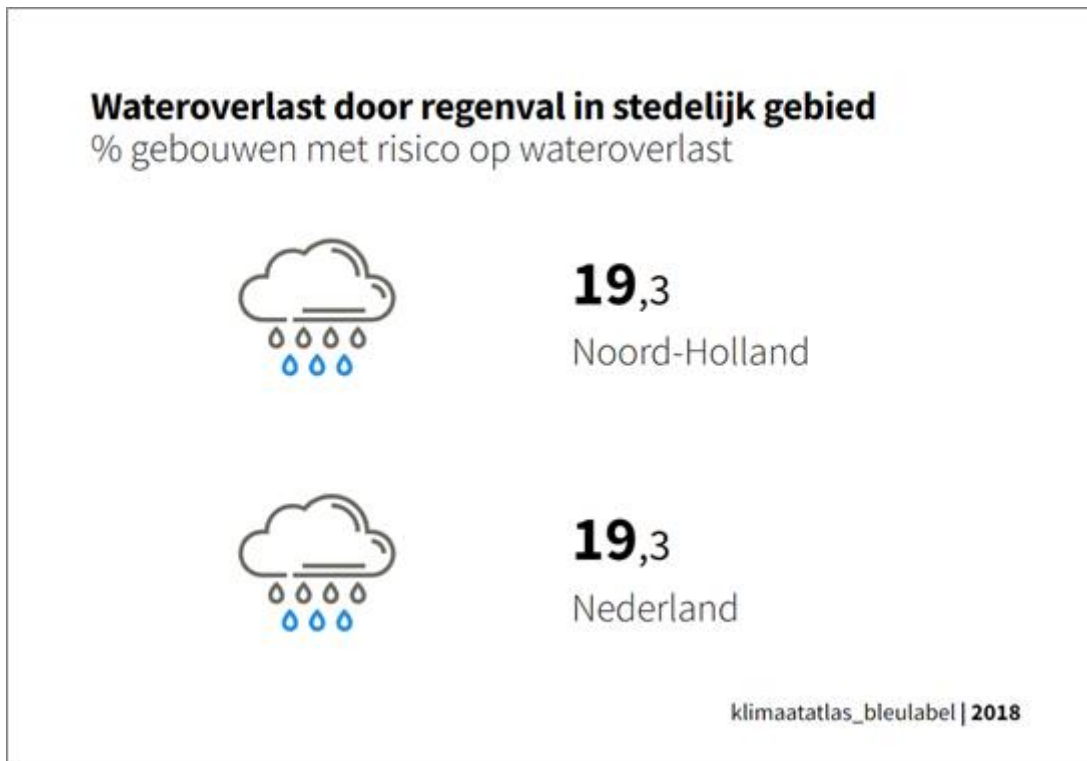 Wateroverlast door regenval in stedelijk gebied
% gebouwen met risico op wateroverlast
19,3
Noord-Holland
19,3
Nederland
klimaatatlas_bleulabel | 2018